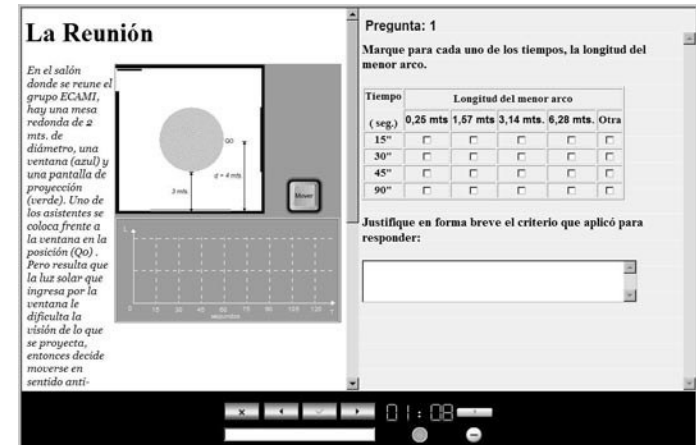 La Reunión
En el salón
donde se reune el
grupo ECAMI,
hay una mesa
redonda de 2
mts. de
diámetro, una
ventana (azul) y
una pantalla de
proyección
(verde). Uno de
los asistentes se
coloca frente a
la ventana en la
posición (Q0) .
Pero resulta que
la luz solar que
ingresa por la
ventana le
dificulta la
visión de lo que
se proyecta,
entonces decide
moverse en
sentido anti-
Q0
d = 4 mts
3 mts
Mover
L
0 15 30 45 60 75 90 105 120 T
segundos
Pregunta: 1
Marque para cada uno de los tiempos, la longitud del
menor arco.
Tiempo Longitud del menor arco
( seg.) 0,25 mts 1,57 mts 3,14 mts. 6,28 mts. Otra
15"
30"
45"
90"
Justifique en forma breve el criterio que aplicó para
responder:
01:08